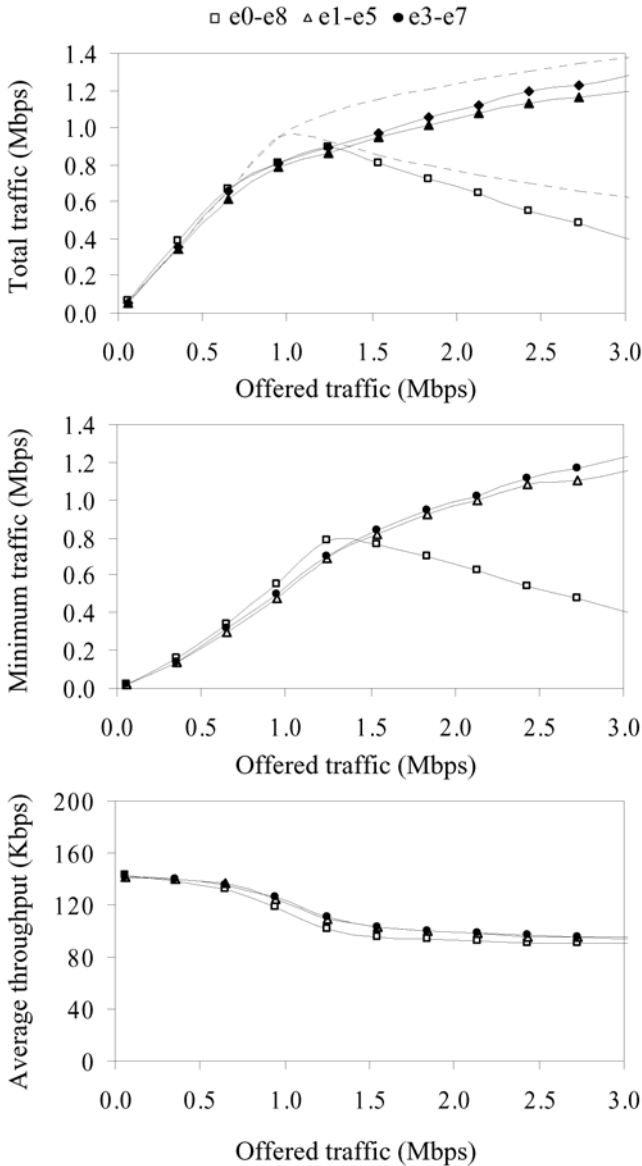 e0-e8 e1-e5 e3-e7
Total traffic (Mbps)
1.4
1.2
1.0
0.8
0.6
0.4
0.2
0.0
0.0 0.5 1.0 1.5 2.0 2.5 3.0
Offered traffic (Mbps)
Minimum traffic (Mbps)
1.4
1.2
1.0
0.8
0.6
0.4
0.2
0.0
0.0 0.5 1.0 1.5 2.0 2.5 3.0
Offered traffic (Mbps)
Average throughput (Kbps)
200
160
120
80
40
0
0.0 0.5 1.0 1.5 2.0 2.5 3.0
Offered traffic (Mbps)